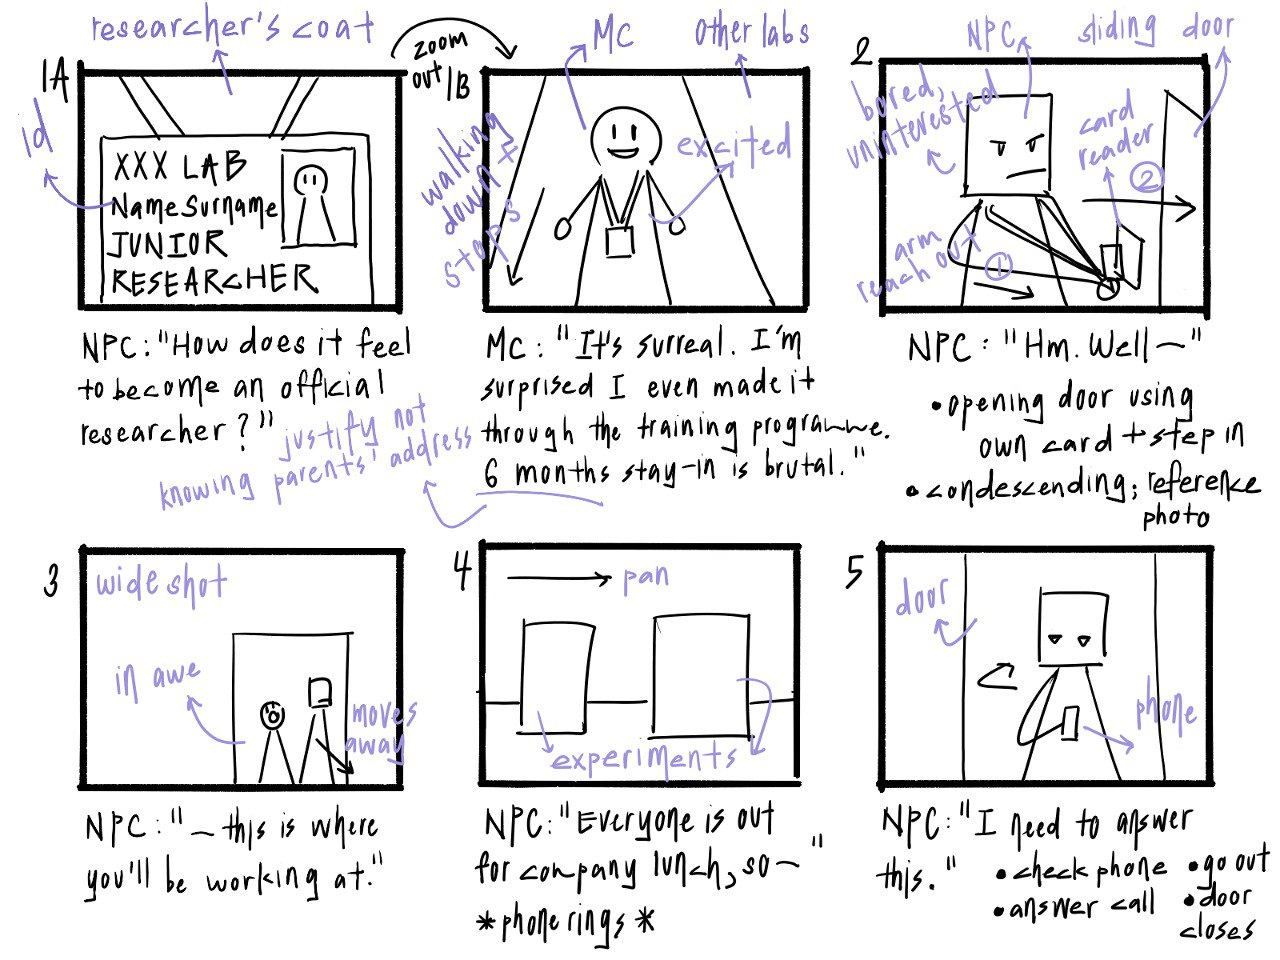 researcher's coat
zoom
out
MC
other labs
NPC
sliding door
1A
1B
2
id
XXX LAB
Name Surname
JUNIOR
RESEARCHER
walking
down +
stops
excited
bored,
uninterested
card
reader
2
arm
reach out
1
NPC: "How does it feel
to become an official
researcher?"
MC: "It's surreal. I'm
surprised I even made it
through the training programme.
6 months stay-in is brutal."
justify not
knowing parents' address
NPC: "Hm. Well—"
•opening door using
own card + step in
•condescending; reference
photo
3
wide shot
in awe
moves
away
4
pan
experiments
5
door
phone
NPC: "—this is where
you'll be working at."
NPC: "Everyone is out
for company lunch, so—"
*phone rings*
NPC: "I need to answer
this."
•check phone
•answer call
•go out
•door
closes